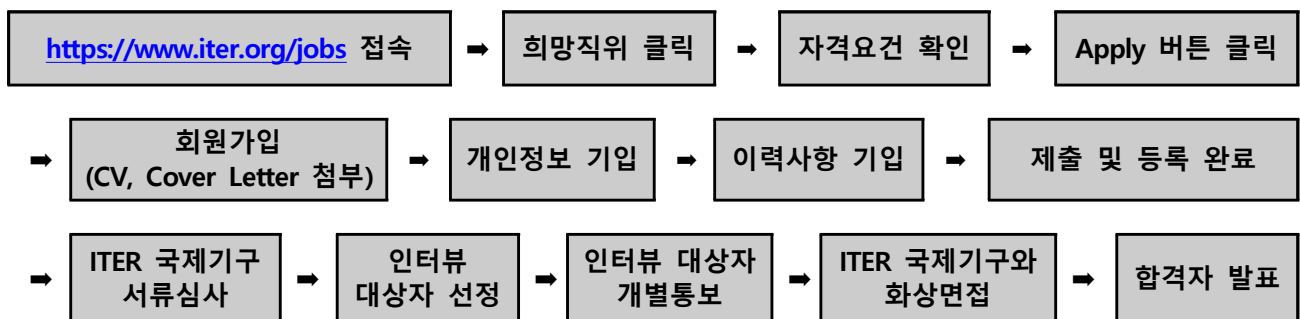 https://www.iter.org/jobs 접속 ➡ 희망직위 클릭 ➡ 자격요건 확인 ➡ Apply 버튼 클릭
➡ 회원가입
(CV, Cover Letter 첨부) ➡ 개인정보 기입 ➡ 이력사항 기입 ➡ 제출 및 등록 완료
➡ ITER 국제기구
서류심사 ➡ 인터뷰
대상자 선정 ➡ 인터뷰 대상자
개별통보 ➡ ITER 국제기구와
화상면접 ➡ 합격자 발표